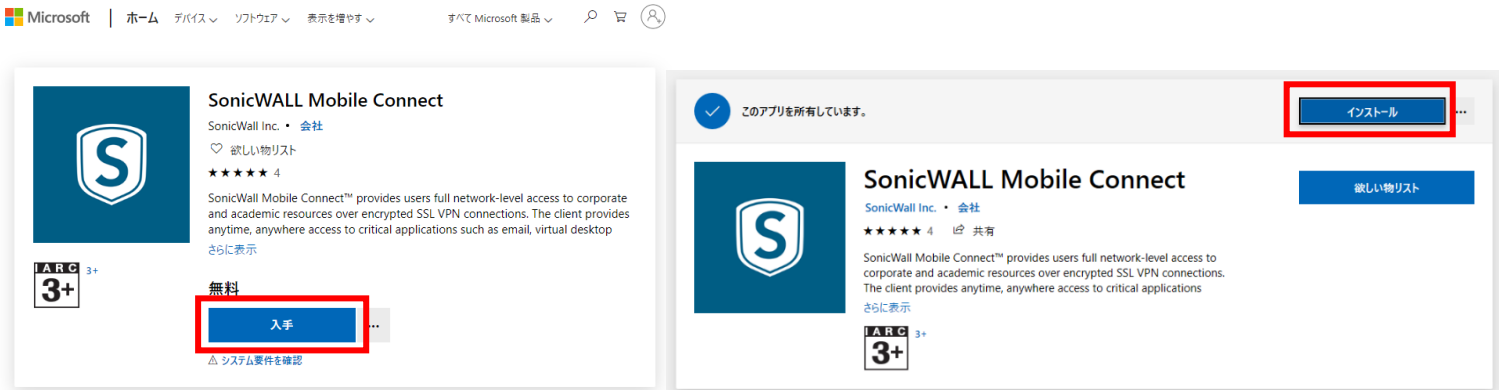 Microsoft ホーム デバイス ソフトウェア 表示を増やす すべて Microsoft 製品
SonicWALL Mobile Connect
SonicWall Inc. • 会社
欲しい物リスト
★★★★★ 4
SonicWall Mobile Connect™ provides users full network-level access to corporate
and academic resources over encrypted SSL VPN connections. The client provides
anytime, anywhere access to critical applications such as email, virtual desktop
さらに表示
IARC
3+
3+
無料
入手
...
システム要件を確認
このアプリを所有しています。
インストール
...
SonicWALL Mobile Connect
欲しい物リスト
SonicWall Inc. • 会社
★★★★★ 4 共有
SonicWall Mobile Connect™ provides users full network-level access to
corporate and academic resources over encrypted SSL VPN connections.
The client provides anytime, anywhere access to critical applications
さらに表示
IARC
3+
3+